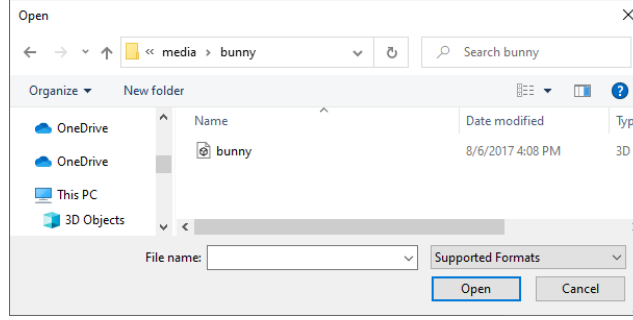 Open
« media › bunny
Search bunny
Organize
New folder
Name
Date modified
Typ
OneDrive
bunny
8/6/2017 4:08 PM
3D
OneDrive
This PC
3D Objects
File name:
Supported Formats
Open
Cancel